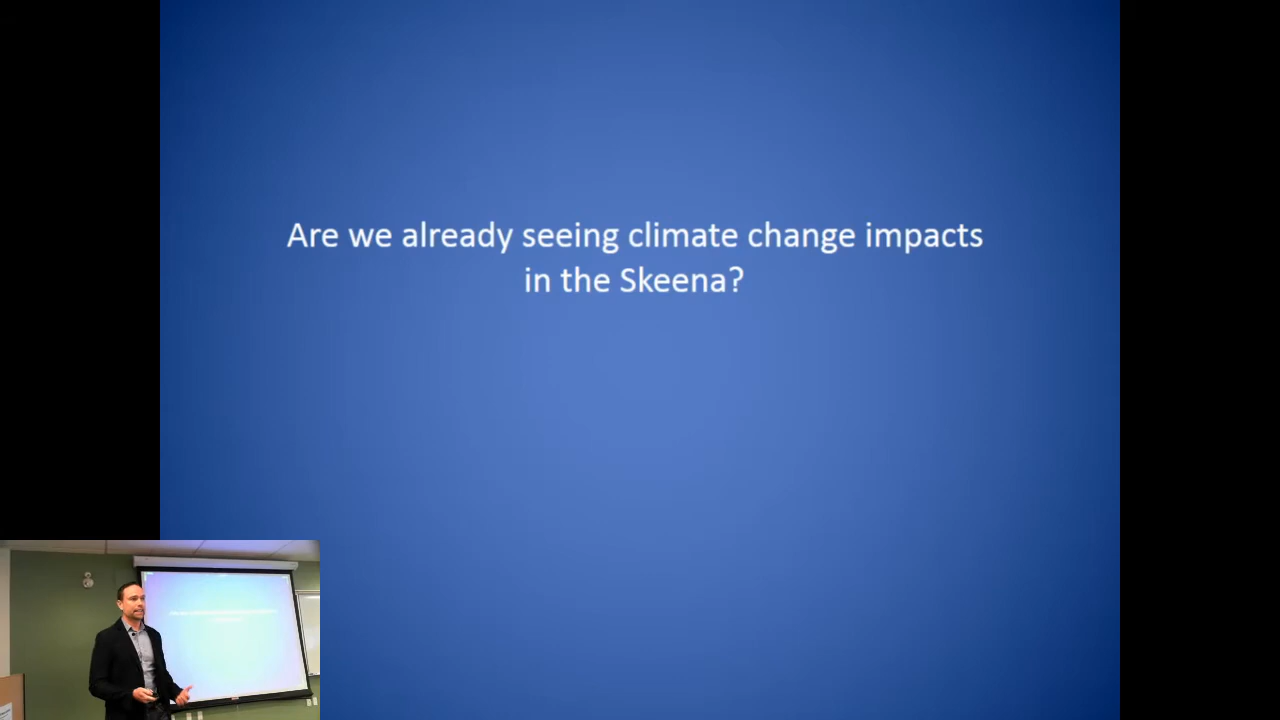 Are we already seeing climate change impacts
in the Skeena?